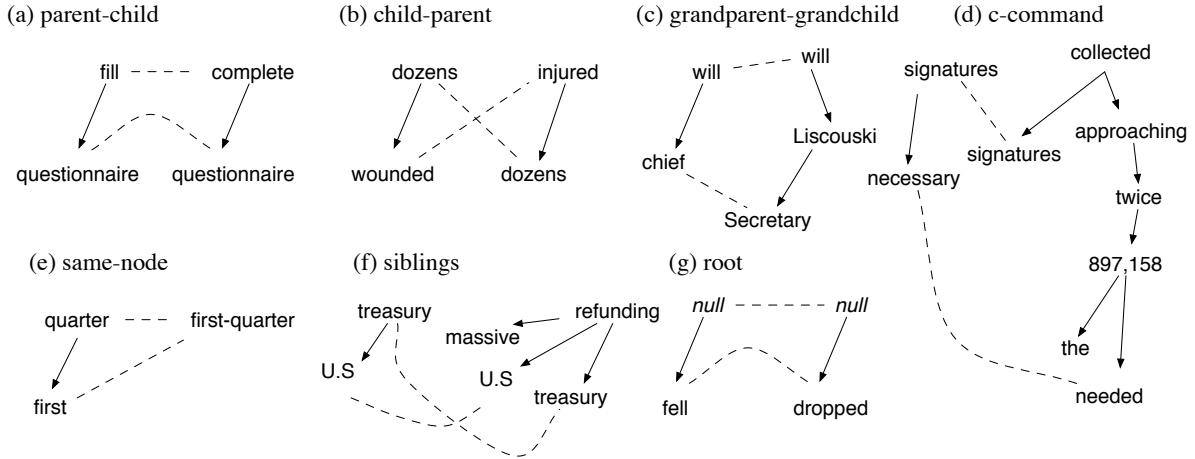 (a) parent-child
fill
complete
questionnaire
questionnaire
(b) child-parent
dozens
injured
wounded
dozens
(c) grandparent-grandchild
will
will
Liscouski
chief
Secretary
(d) c-command
collected
signatures
approaching
signatures
necessary
twice
897,158
the
needed
(e) same-node
quarter
first-quarter
first
(f) siblings
treasury
refunding
massive
U.S
U.S
treasury
(g) root
null
null
fell
dropped